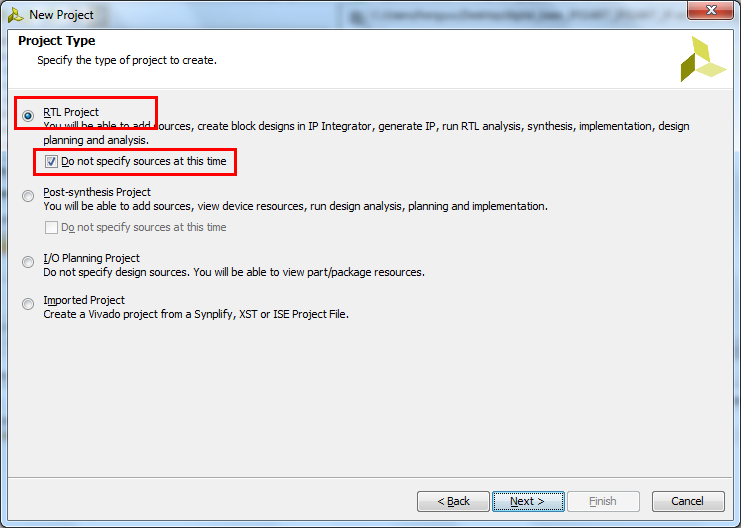 New Project
Project Type
Specify the type of project to create.
RTL Project
You will be able to add sources, create block designs in IP Integrator, generate IP, run RTL analysis, synthesis, implementation, design
planning and analysis.
Do not specify sources at this time
Post-synthesis Project
You will be able to add sources, view device resources, run design analysis, planning and implementation.
Do not specify sources at this time
I/O Planning Project
Do not specify design sources. You will be able to view part/package resources.
Imported Project
Create a Vivado project from a Synplify, XST or ISE Project File.
< Back
Next >
Finish
Cancel